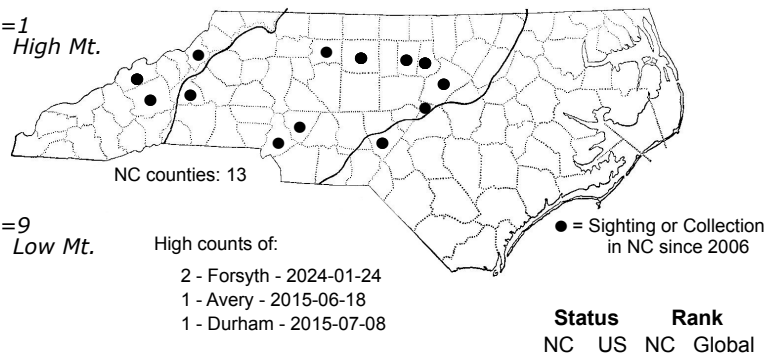 =1
High Mt.
NC counties: 13
=9
Low Mt.
High counts of:
2 - Forsyth - 2024-01-24
1 - Avery - 2015-06-18
1 - Durham - 2015-07-08
● = Sighting or Collection
in NC since 2006
Status Rank
NC US NC Global